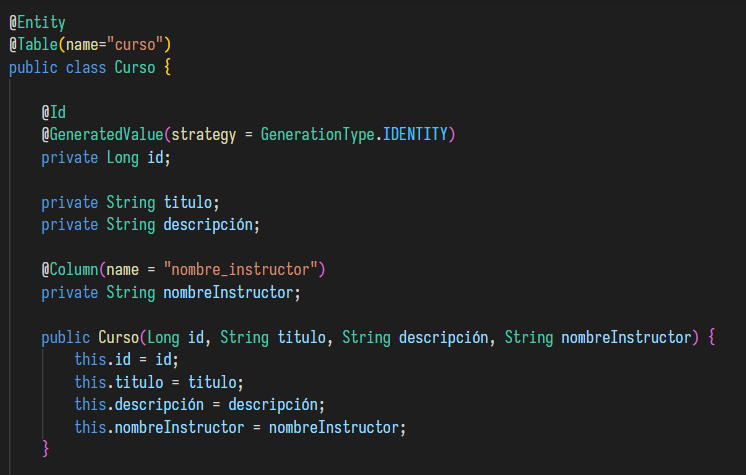 @Entity
@Table(name="curso")
public class Curso {
@Id
@GeneratedValue(strategy = GenerationType.IDENTITY)
private Long id;
private String titulo;
private String descripción;
@Column(name = "nombre_instructor")
private String nombreInstructor;
public Curso(Long id, String titulo, String descripción, String nombreInstructor) {
this.id = id;
this.titulo = titulo;
this.descripción = descripción;
this.nombreInstructor = nombreInstructor;
}